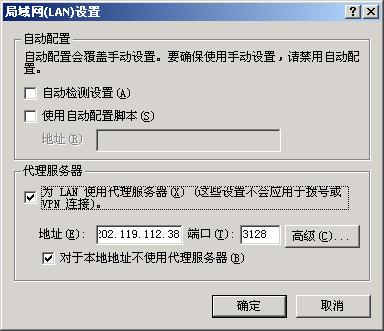 局域网(LAN)设置
自动配置
自动配置会覆盖手动设置。要确保使用手动设置，请禁用自动配
置。
自动检测设置(A)
使用自动配置脚本(S)
地址(R)
代理服务器
为 LAN 使用代理服务器(X) (这些设置不会应用于拨号或
VPN 连接)。
地址(E): 202.119.112.38 端口(T): 3128 高级(C)...
对于本地地址不使用代理服务器(B)
确定 取消